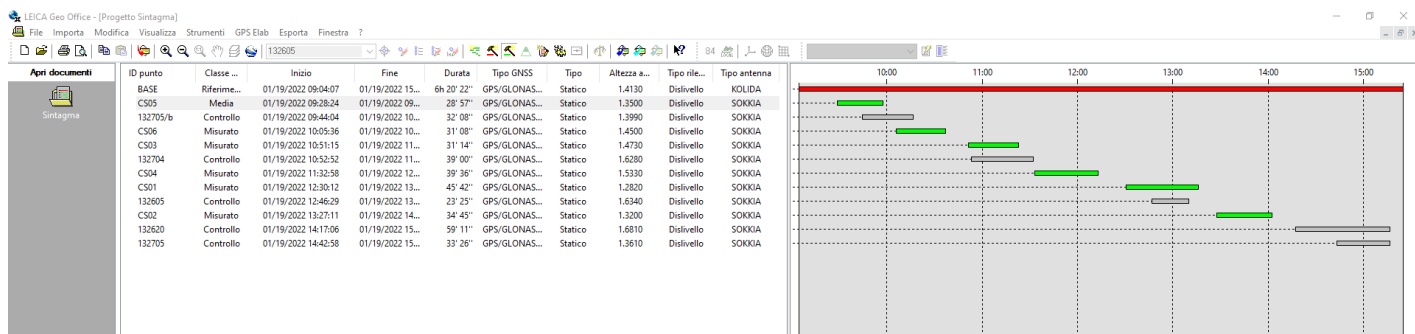 LEICA Geo Office - [Progetto Sintagma]
File Importa Modifica Visualizza Strumenti GPS Elab Esporta Finestra ?
132605
84
Apri documenti
Sintagma
ID punto Classe ... Inizio Fine Durata Tipo GNSS Tipo Altezza a... Tipo rile... Tipo antenna 10:00 11:00 12:00 13:00 14:00 15:00
BASE Riferime... 01/19/2022 09:04:07 01/19/2022 15... 6h 20' 22'' GPS/GLONAS... Statico 1.4130 Dislivello KOLIDA
CS05 Media 01/19/2022 09:28:24 01/19/2022 09... 28' 57'' GPS/GLONAS... Statico 1.3500 Dislivello SOKKIA
132705/b Controllo 01/19/2022 09:44:04 01/19/2022 10... 32' 08'' GPS/GLONAS... Statico 1.3990 Dislivello SOKKIA
CS06 Misurato 01/19/2022 10:05:36 01/19/2022 10... 31' 08'' GPS/GLONAS... Statico 1.4500 Dislivello SOKKIA
CS03 Misurato 01/19/2022 10:51:15 01/19/2022 11... 31' 14'' GPS/GLONAS... Statico 1.4730 Dislivello SOKKIA
132704 Controllo 01/19/2022 10:52:52 01/19/2022 11... 39' 00'' GPS/GLONAS... Statico 1.6280 Dislivello SOKKIA
CS04 Misurato 01/19/2022 11:32:58 01/19/2022 12... 39' 36'' GPS/GLONAS... Statico 1.5330 Dislivello SOKKIA
CS01 Misurato 01/19/2022 12:30:12 01/19/2022 13... 45' 42'' GPS/GLONAS... Statico 1.2820 Dislivello SOKKIA
132605 Controllo 01/19/2022 12:46:29 01/19/2022 13... 23' 25'' GPS/GLONAS... Statico 1.6340 Dislivello SOKKIA
CS02 Misurato 01/19/2022 13:27:11 01/19/2022 14... 34' 45'' GPS/GLONAS... Statico 1.3200 Dislivello SOKKIA
132620 Controllo 01/19/2022 14:17:06 01/19/2022 15... 59' 11'' GPS/GLONAS... Statico 1.6810 Dislivello SOKKIA
132705 Controllo 01/19/2022 14:42:58 01/19/2022 15... 33' 26'' GPS/GLONAS... Statico 1.3610 Dislivello SOKKIA